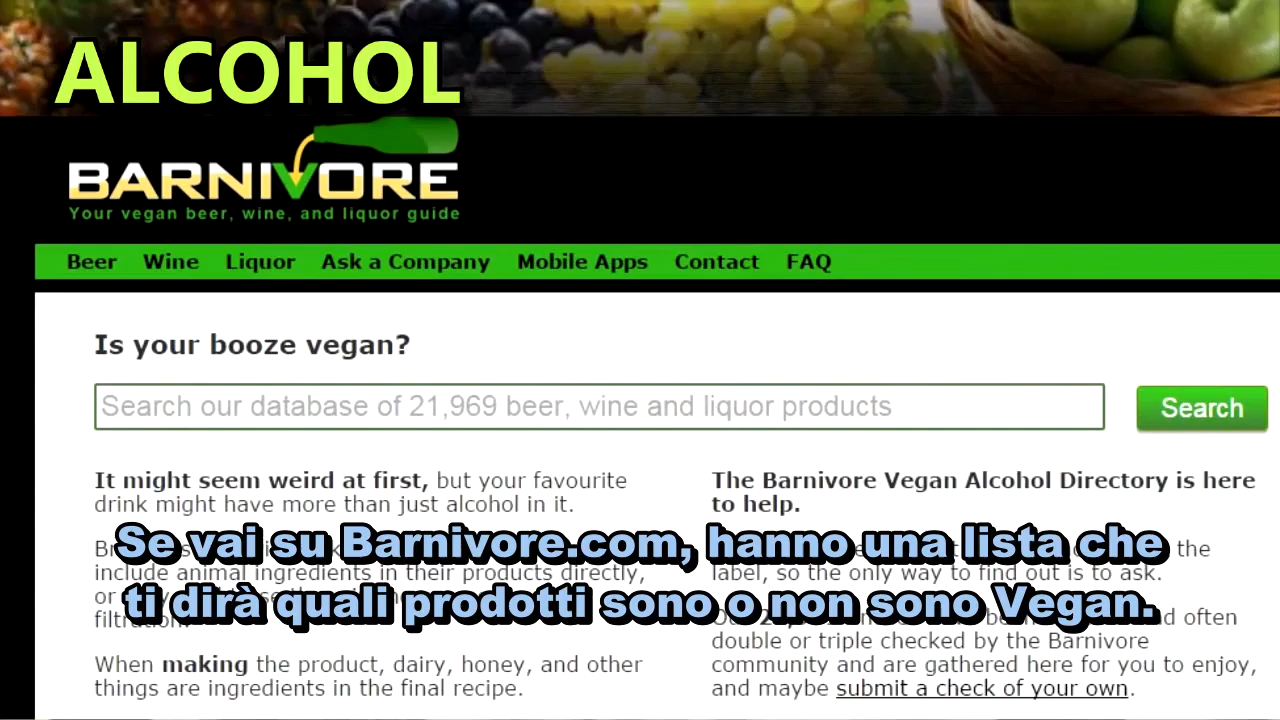 ALCOHOL
BARNIVORE
Your vegan beer, wine, and liquor guide
Beer Wine Liquor Ask a Company Mobile Apps Contact FAQ
Is your booze vegan?
Search our database of 21,969 beer, wine and liquor products
Search
It might seem weird at first, but your favourite
drink might have more than just alcohol in it.
include animal ingredients in their products directly,
or
filtration.
When making the product, dairy, honey, and other
things are ingredients in the final recipe.
The Barnivore Vegan Alcohol Directory is here
to help.
the
label, so the only way to find out is to ask.
often
double or triple checked by the Barnivore
community and are gathered here for you to enjoy,
and maybe submit a check of your own.
Se vai su Barnivore.com, hanno una lista che
ti dirà quali prodotti sono o non sono Vegan.